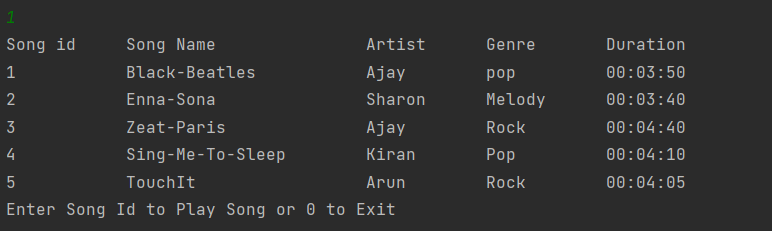 1
Song id Song Name Artist Genre Duration
1 Black-Beatles Ajay pop 00:03:50
2 Enna-Sona Sharon Melody 00:03:40
3 Zeat-Paris Ajay Rock 00:04:40
4 Sing-Me-To-Sleep Kiran Pop 00:04:10
5 TouchIt Arun Rock 00:04:05
Enter Song Id to Play Song or 0 to Exit